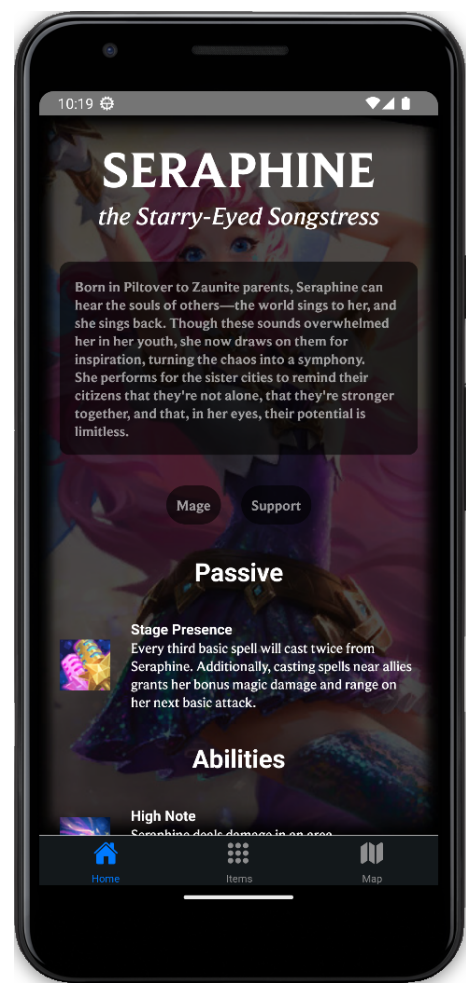 10:19
SERAPHINE
the Starry-Eyed Songstress
Born in Piltover to Zaunite parents, Seraphine can
hear the souls of others—the world sings to her, and
she sings back. Though these sounds overwhelmed
her in her youth, she now draws on them for
inspiration, turning the chaos into a symphony.
She performs for the sister cities to remind their
citizens that they're not alone, that they're stronger
together, and that, in her eyes, their potential is
limitless.
Mage
Support
Passive
Stage Presence
Every third basic spell will cast twice from
Seraphine. Additionally, casting spells near allies
grants her bonus magic damage and range on
her next basic attack.
Abilities
High Note
Seraphine deals damage in an area
Home
Items
Map